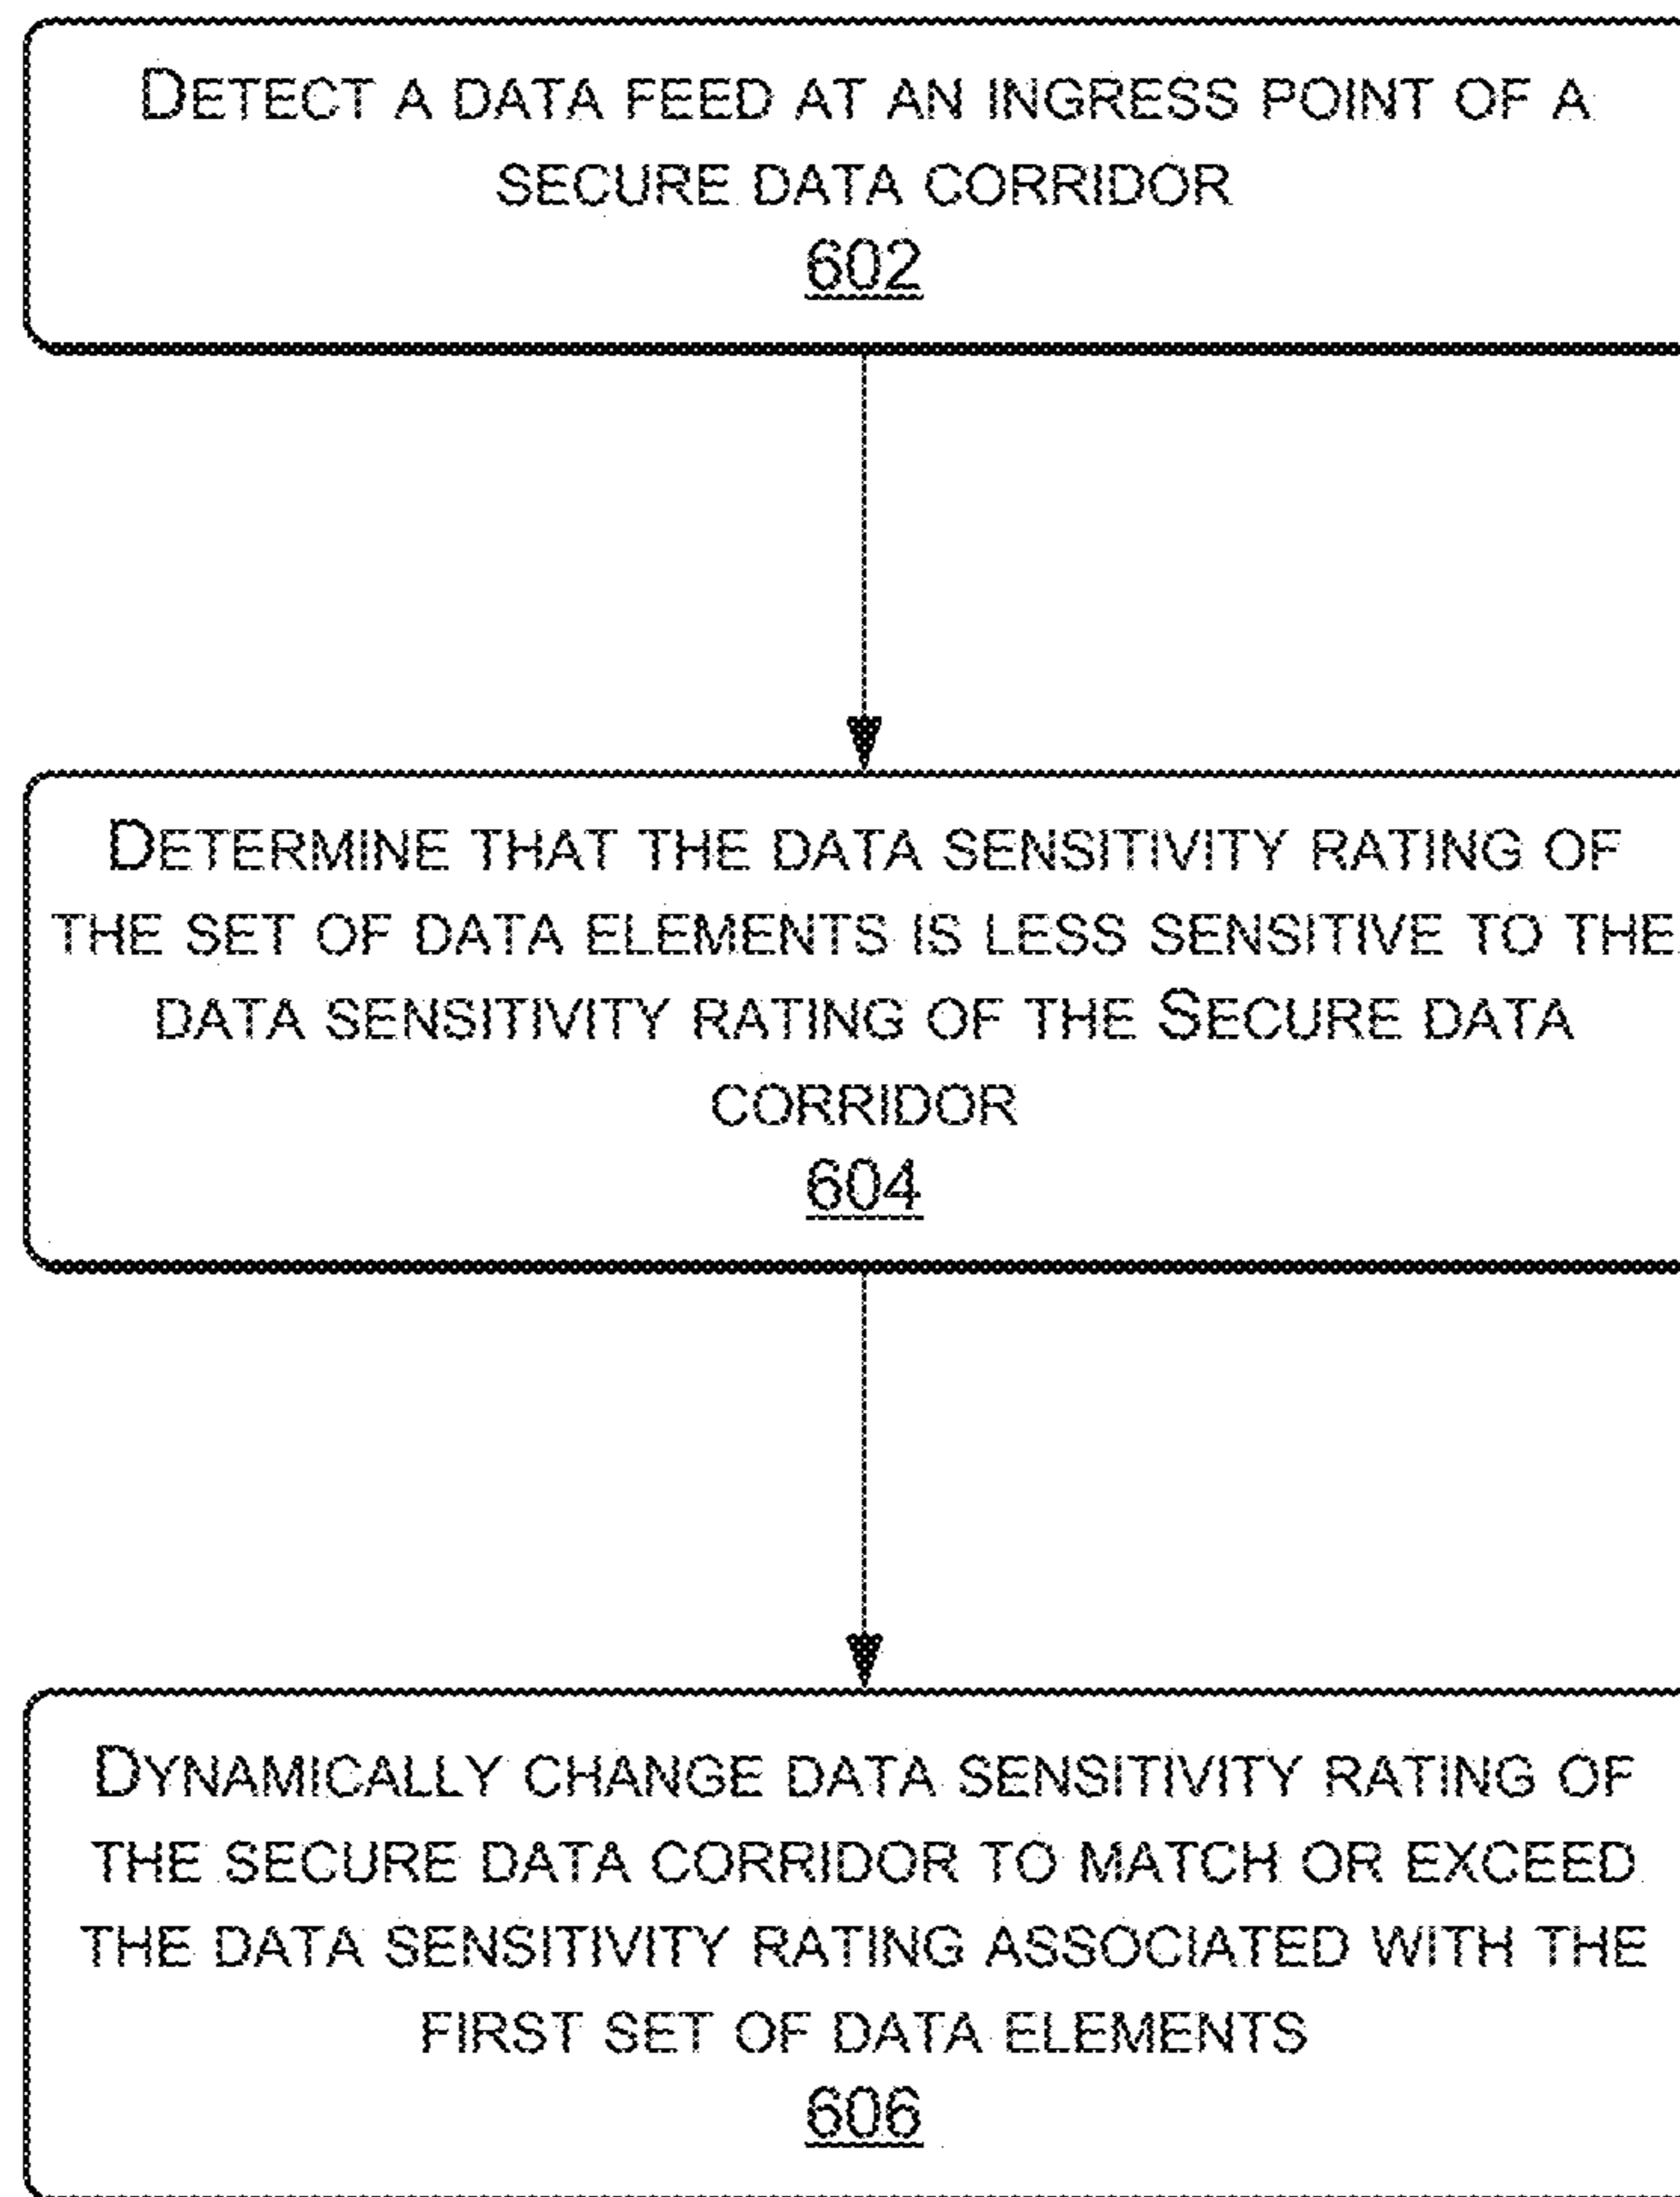 DETECT A DATA FEED AT AN INGRESS POINT OF A
SECURE DATA CORRIDOR
602
DETERMINE THAT THE DATA SENSITIVITY RATING OF
THE SET OF DATA ELEMENTS IS LESS SENSITIVE TO THE
DATA SENSITIVITY RATING OF THE SECURE DATA
CORRIDOR
604
DYNAMICALLY CHANGE DATA SENSITIVITY RATING OF
THE SECURE DATA CORRIDOR TO MATCH OR EXCEED
THE DATA SENSITIVITY RATING ASSOCIATED WITH THE
FIRST SET OF DATA ELEMENTS
606